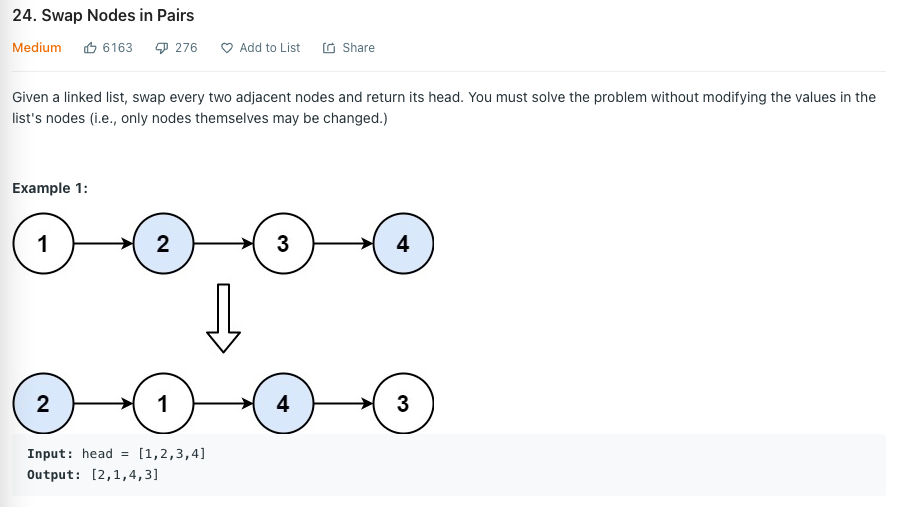 24. Swap Nodes in Pairs
Medium 6163 276 Add to List Share
Given a linked list, swap every two adjacent nodes and return its head. You must solve the problem without modifying the values in the
list's nodes (i.e., only nodes themselves may be changed.)
Example 1:
1 2 3 4
2 1 4 3
Input: head = [1,2,3,4]
Output: [2,1,4,3]